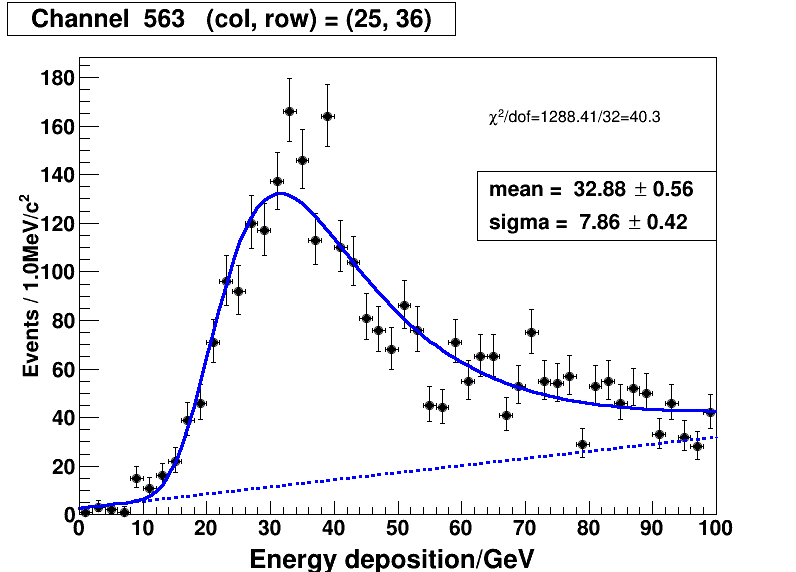 Channel 563 (col, row) = (25, 36)
χ²/dof=1288.41/32=40.3
mean = 32.88 ± 0.56
sigma = 7.86 ± 0.42
Events / 1.0MeV/c²
180
160
140
120
100
80
60
40
20
0
0 10 20 30 40 50 60 70 80 90 100
Energy deposition/GeV